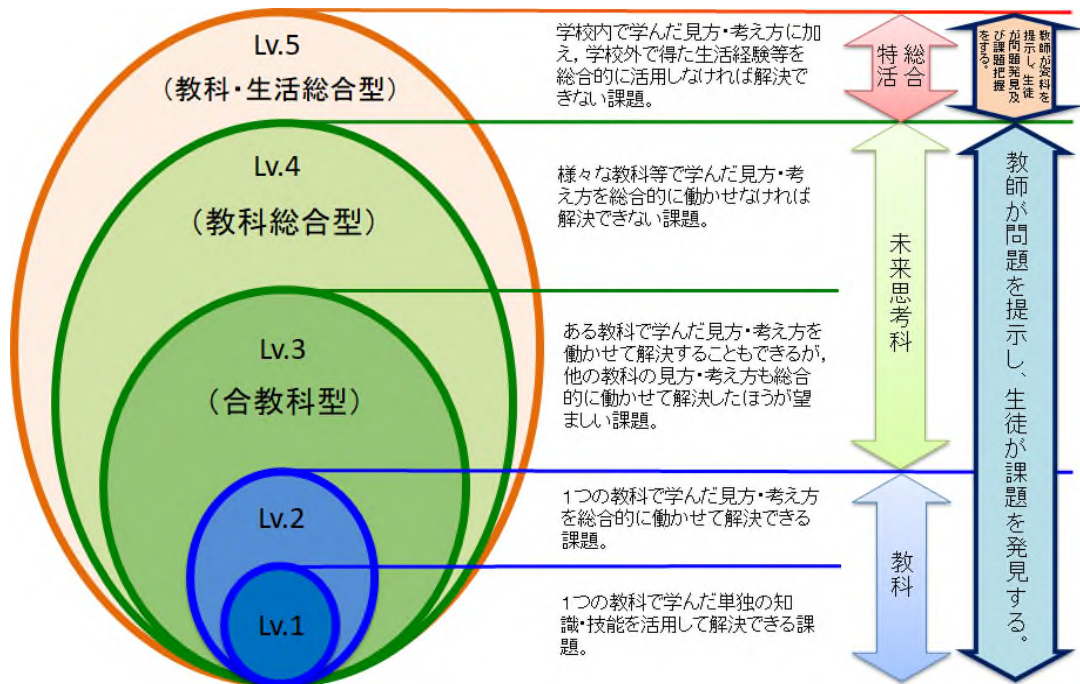 Lv.5
(教科・生活総合型)
学校内で学んだ見方・考え方に加
え,学校外で得た生活経験等を
総合的に活用しなければ解決で
きない課題。
総合
特活
教師が資料を
提示し、生徒
が問題発見及
び課題把握
をする。
Lv.4
(教科総合型)
様々な教科等で学んだ見方・考
え方を総合的に働かせなければ
解決できない課題。
未来思考科
教師が問題を提示し、生徒が課題を発見する。
Lv.3
(合教科型)
ある教科で学んだ見方・考え方を
働かせて解決することもできるが,
他の教科の見方・考え方も総合
的に働かせて解決したほうが望
ましい課題。
Lv.2
1つの教科で学んだ見方・考え方
を総合的に働かせて解決できる
課題。
教科
Lv.1
1つの教科で学んだ単独の知
識・技能を活用して解決できる課
題。